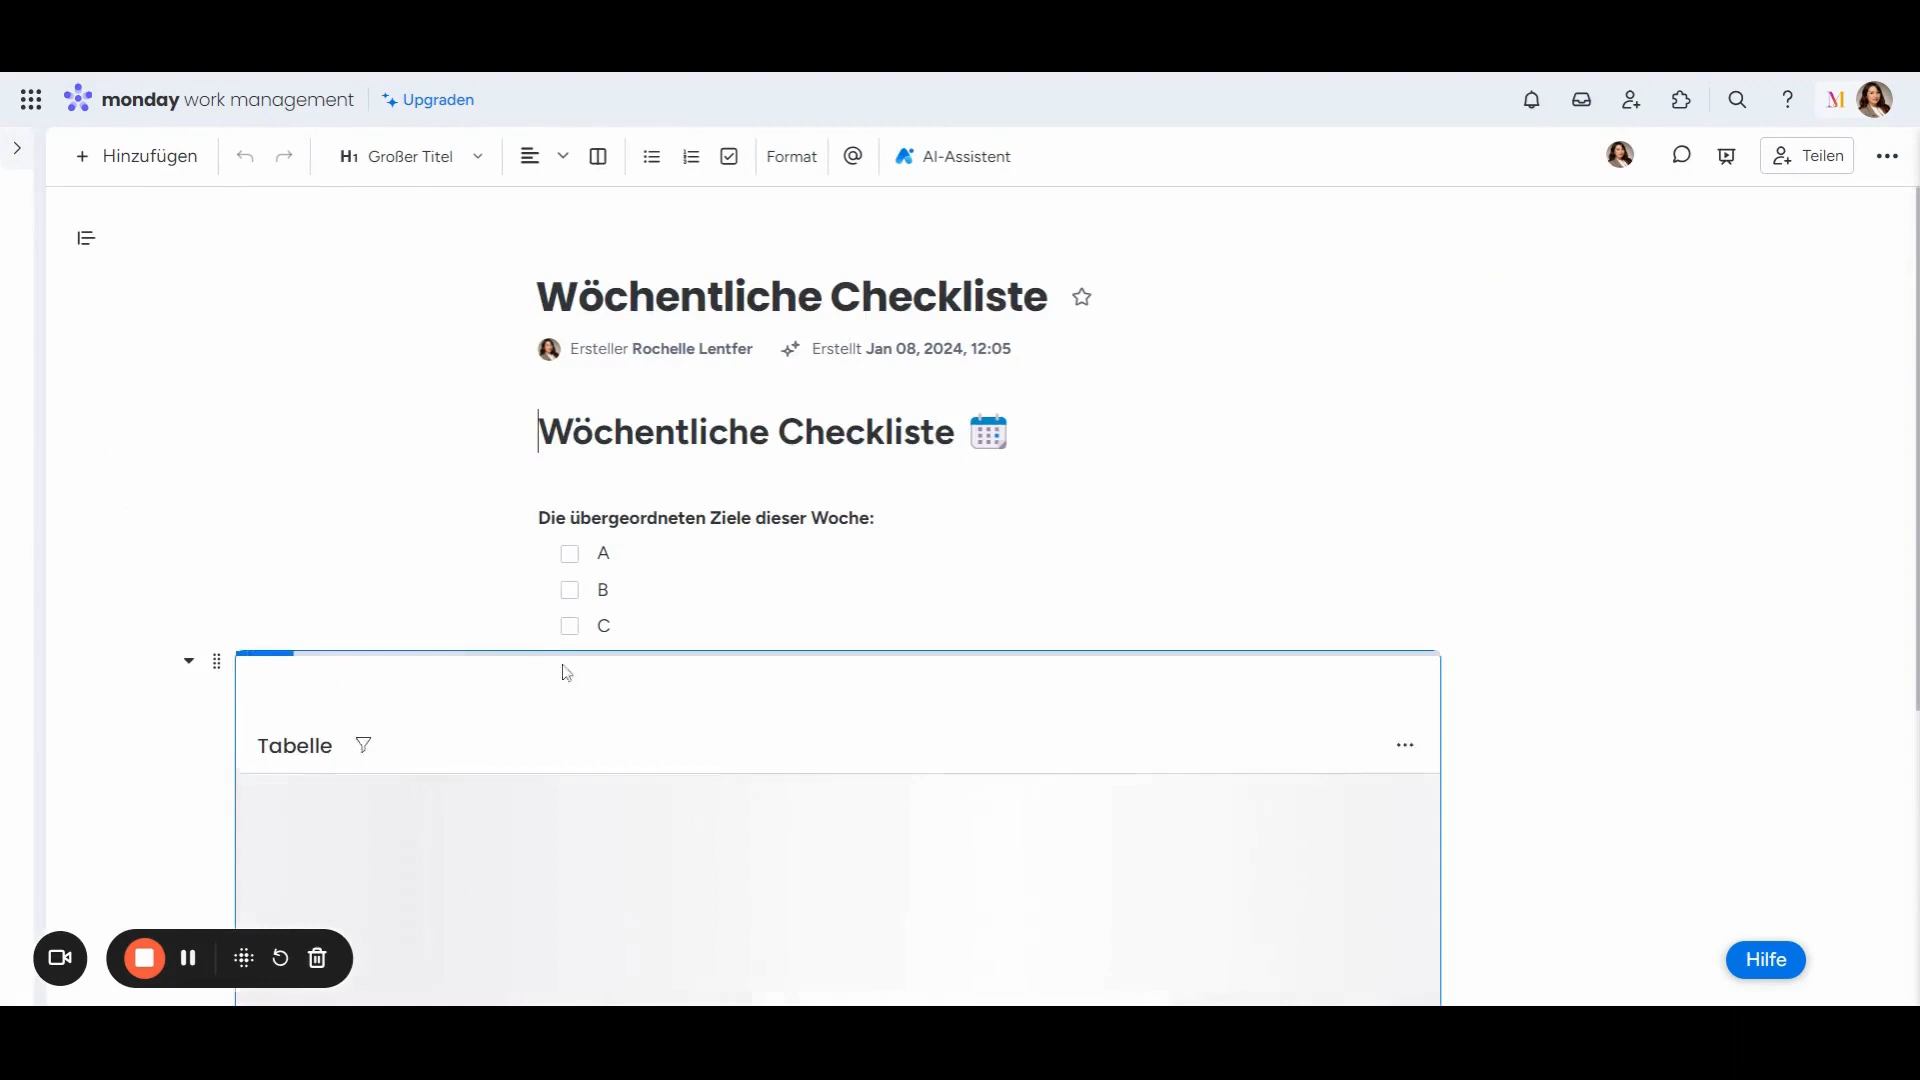 monday work management Upgraden
M
Hinzufügen H1 Großer Titel Format @ AI-Assistent Teilen
Wöchentliche Checkliste
Ersteller Rochelle Lentfer Erstellt Jan 08, 2024, 12:05
Wöchentliche Checkliste
Die übergeordneten Ziele dieser Woche:
A
B
C
Tabelle
Hilfe